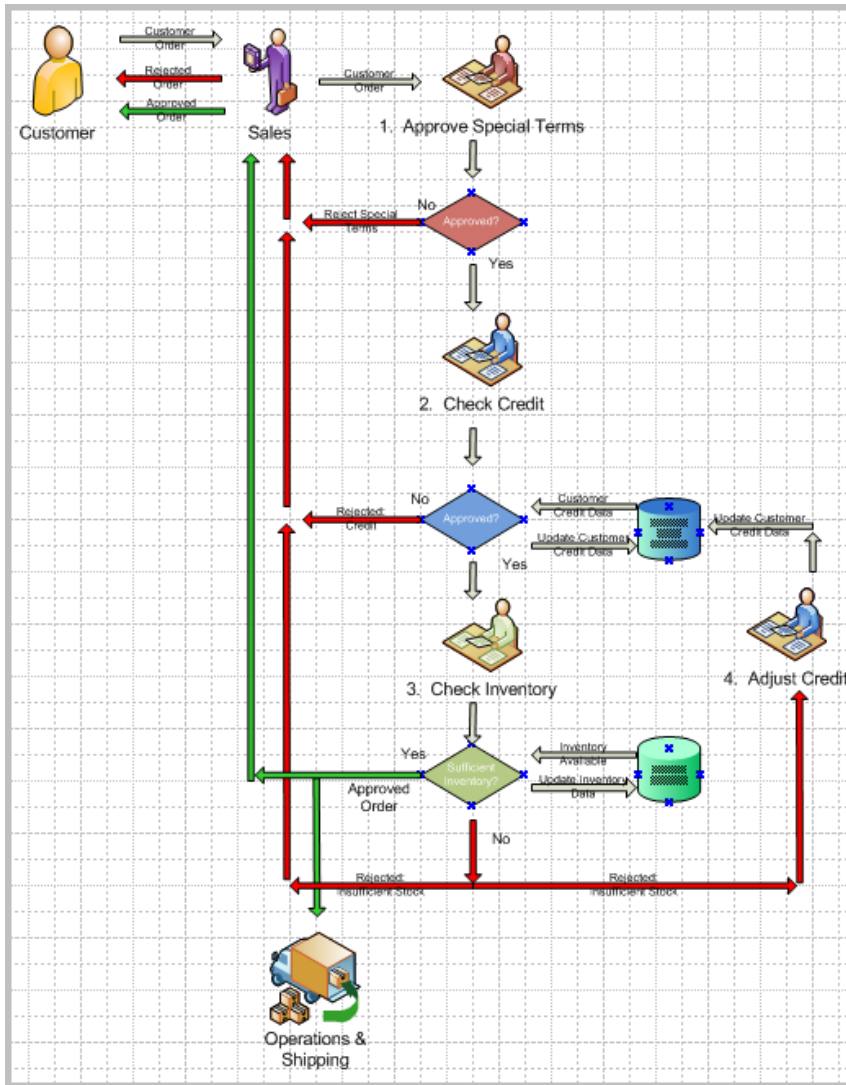 Customer
Order
Rejected
Order
Approved
Order
Customer
Order
Customer
Sales
1. Approve Special Terms
No
Reject Special
Terms
Approved?
Yes
2. Check Credit
No
Rejected:
Credit
Approved?
Customer
Credit Data
Update Customer
Credit Data
Update Customer
Credit Data
Yes
3. Check Inventory
4. Adjust Credit
Yes
Sufficient
Inventory?
Inventory
Available
Update Inventory
Data
Approved
Order
No
Rejected:
Insufficient Stock
Rejected:
Insufficient Stock
Operations &
Shipping